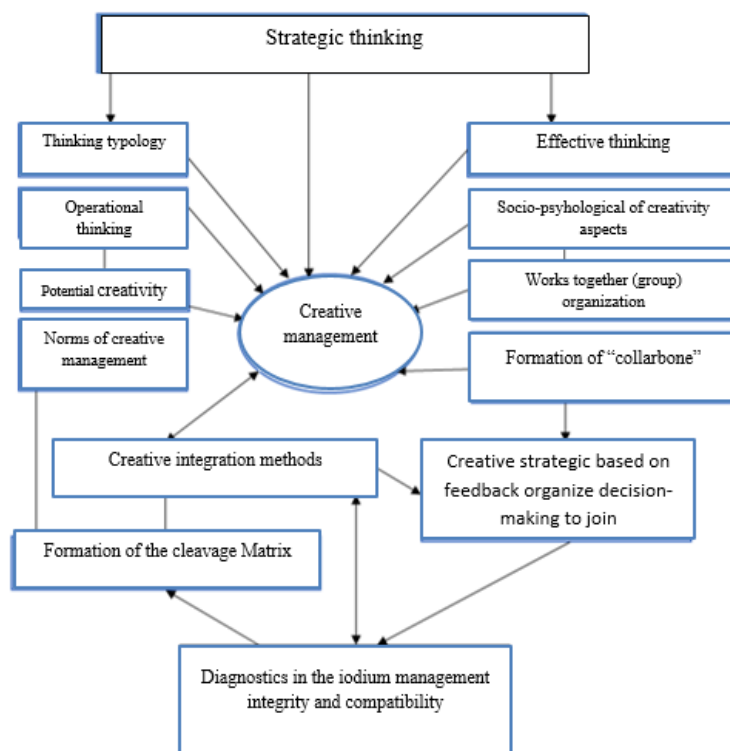 Strategic thinking
Thinking typology
Effective thinking
Operational
thinking
Socio-psyhological of creativity
aspects
Potential creativity
Works together (group)
organization
Creative
management
Norms of creative
management
Formation of “collarbone”
Creative integration methods
Creative strategic based on
feedback organize decision-
making to join
Formation of the cleavage Matrix
Diagnostics in the iodium management
integrity and compatibility